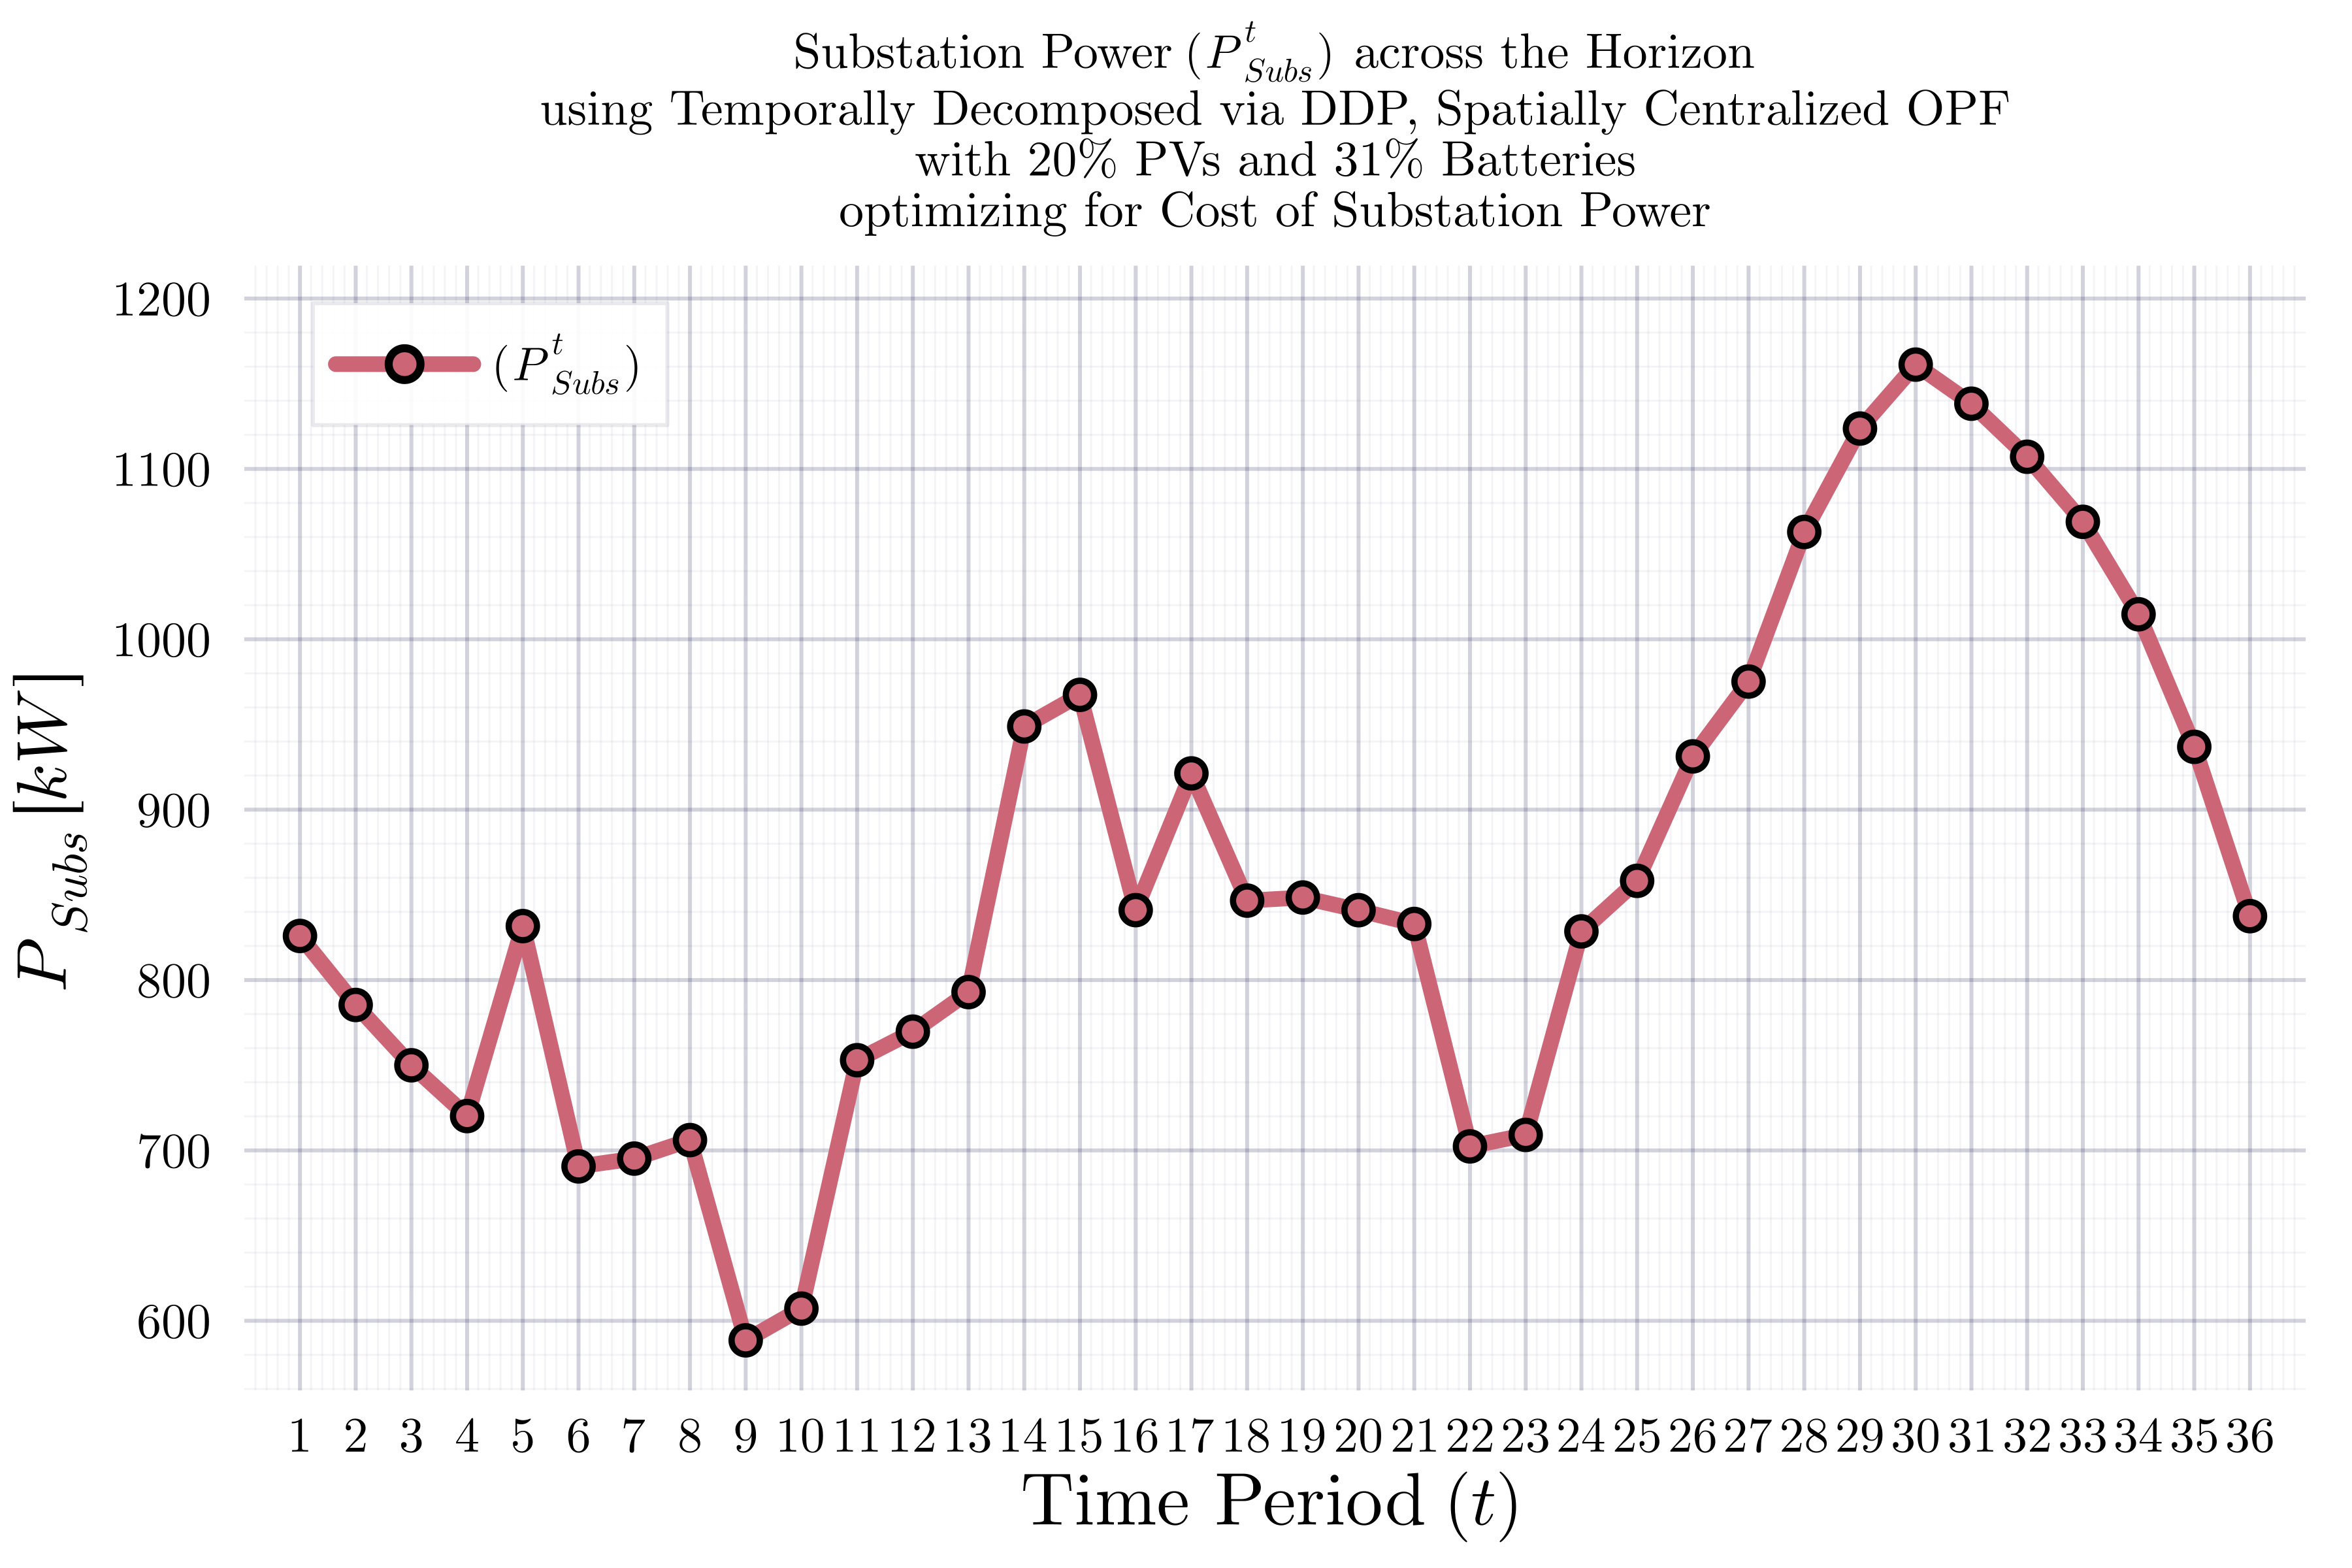 Substation Power (P^t_Subs) across the Horizon
using Temporally Decomposed via DDP, Spatially Centralized OPF
with 20% PVs and 31% Batteries
optimizing for Cost of Substation Power
(P^t_Subs)
1200
1100
1000
900
800
700
600
P_Subs [kW]
1 2 3 4 5 6 7 8 9 10 11 12 13 14 15 16 17 18 19 20 21 22 23 24 25 26 27 28 29 30 31 32 33 34 35 36
Time Period (t)